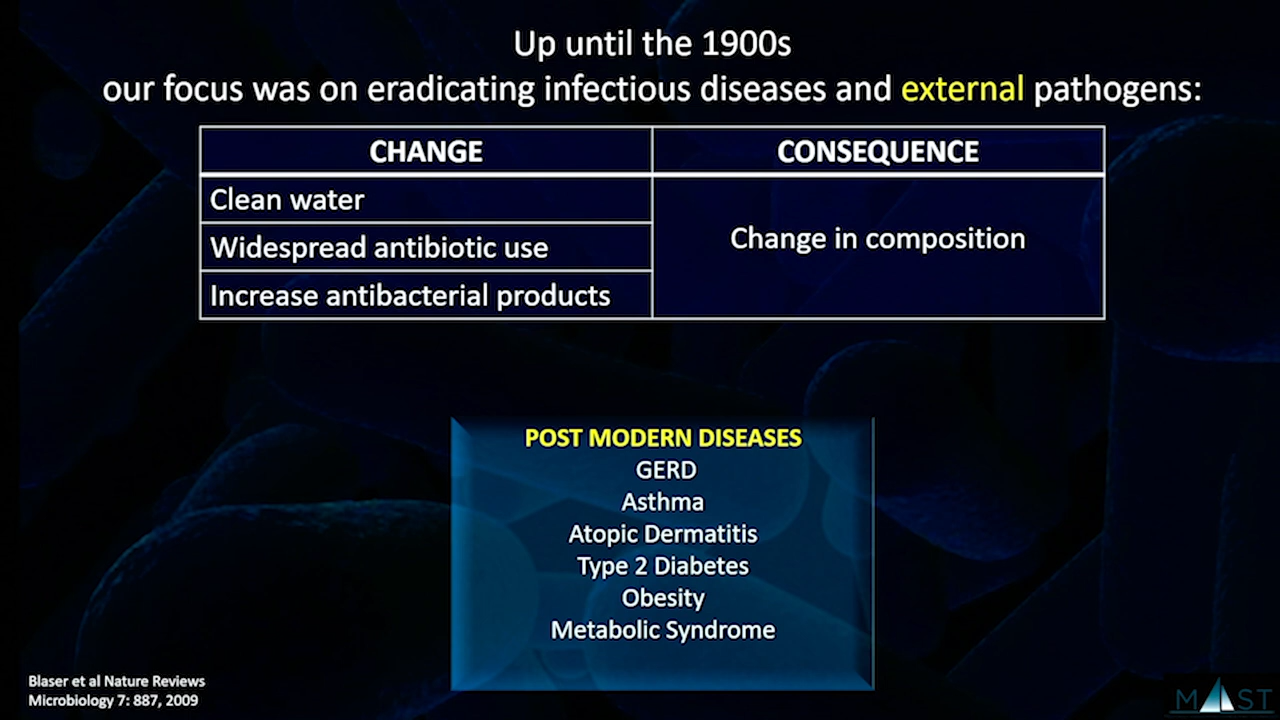 Up until the 1900s
our focus was on eradicating infectious diseases and external pathogens:
CHANGE
CONSEQUENCE
Clean water
Widespread antibiotic use
Increase antibacterial products
Change in composition
POST MODERN DISEASES
GERD
Asthma
Atopic Dermatitis
Type 2 Diabetes
Obesity
Metabolic Syndrome
Blaser et al Nature Reviews
Microbiology 7: 887, 2009
MAST